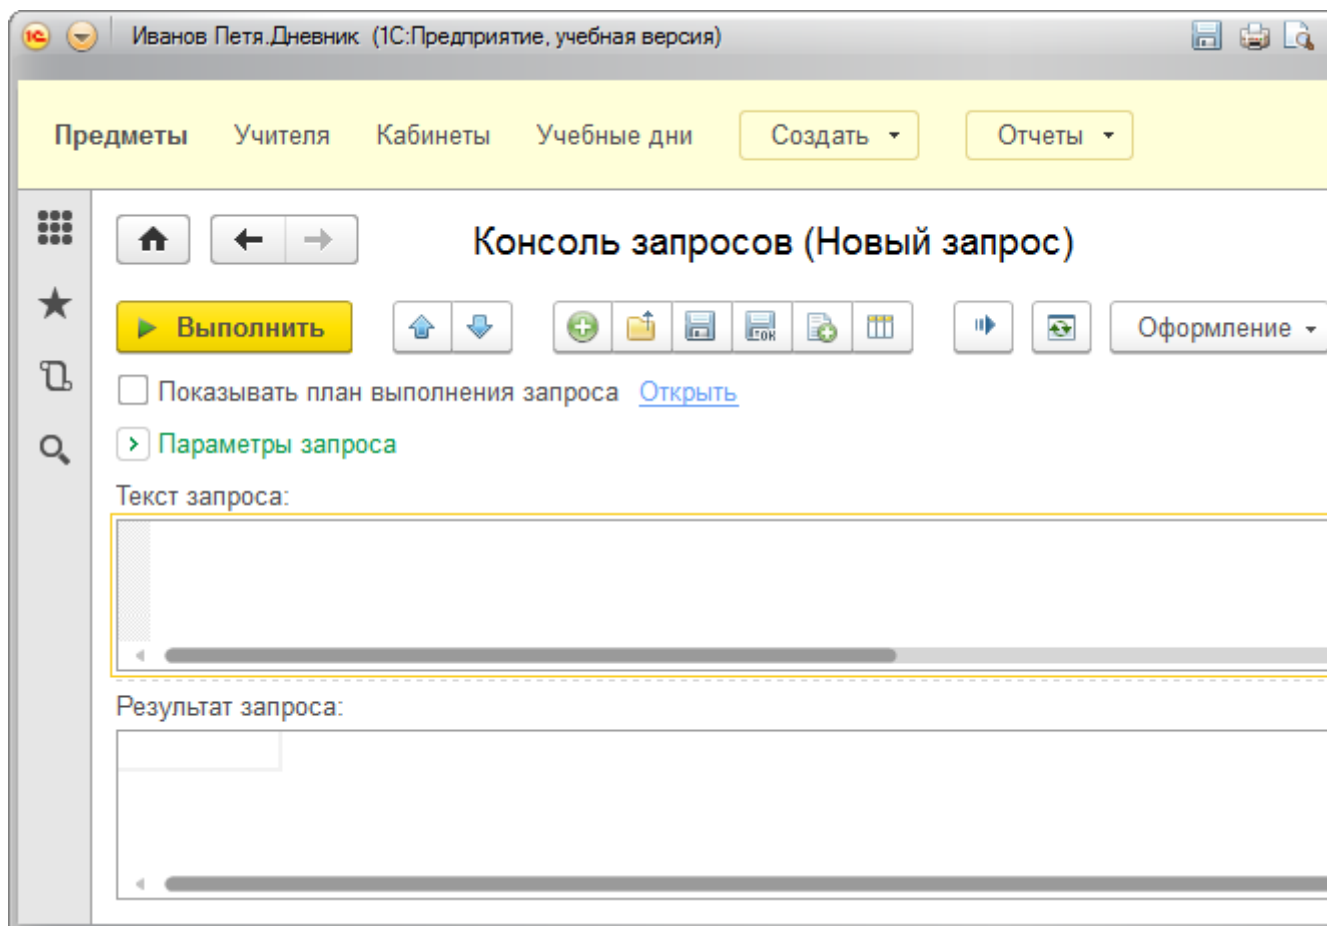 1С Иванов Петя.Дневник (1С:Предприятие, учебная версия)
Предметы Учителя Кабинеты Учебные дни Создать Отчеты
Консоль запросов (Новый запрос)
Выполнить Оформление
Показывать план выполнения запроса Открыть
Параметры запроса
Текст запроса:
Результат запроса: